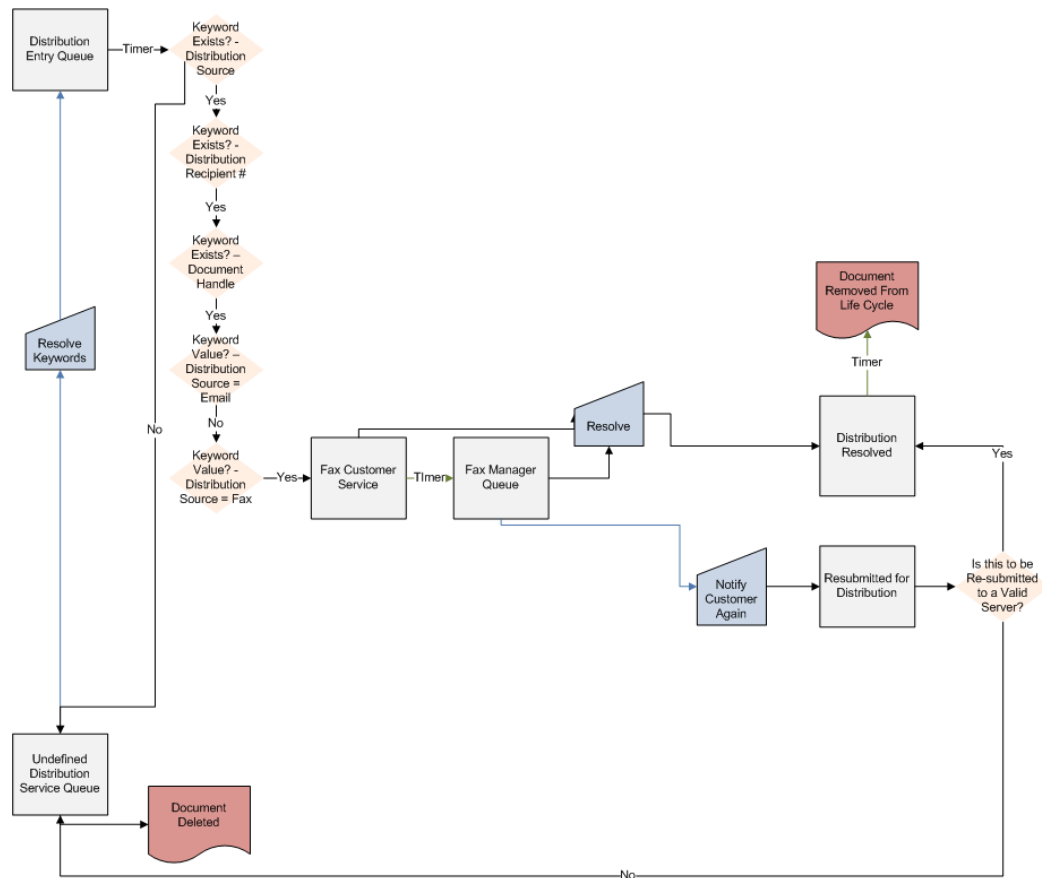 Distribution
Entry Queue
Timer
Keyword
Exists? -
Distribution
Source
Yes
Keyword
Exists? -
Distribution
Recipient #
Yes
Keyword
Exists? –
Document
Handle
Yes
Keyword
Value? –
Distribution
Source =
Email
No
Keyword
Value? -
Distribution
Source = Fax
Yes
Fax Customer
Service
TImer
Fax Manager
Queue
Resolve
Distribution
Resolved
Timer
Document
Removed From
Life Cycle
Notify
Customer
Again
Resubmitted for
Distribution
Is this to be
Re-submitted
to a Valid
Server?
Yes
No
Resolve
Keywords
No
Undefined
Distribution
Service Queue
Document
Deleted